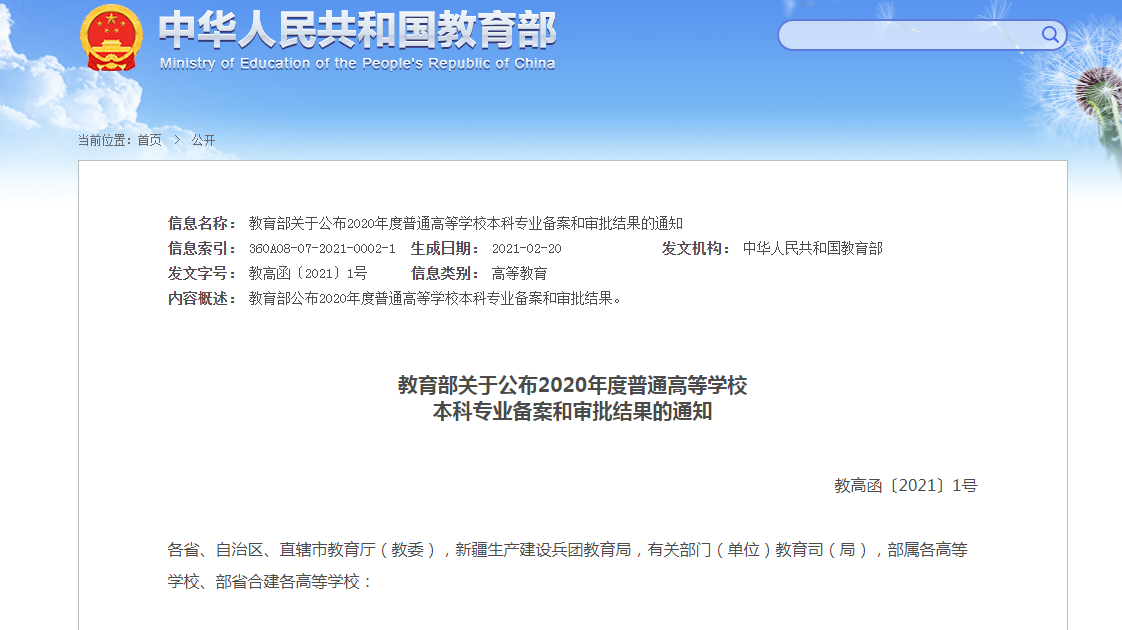 中华人民共和国教育部
Ministry of Education of the People's Republic of China
当前位置：首页 > 公开
信息名称： 教育部关于公布2020年度普通高等学校本科专业备案和审批结果的通知
信息索引： 360A08-07-2021-0002-1 生成日期： 2021-02-20 发文机构： 中华人民共和国教育部
发文字号： 教高函〔2021〕1号 信息类别： 高等教育
内容概述： 教育部公布2020年度普通高等学校本科专业备案和审批结果。
教育部关于公布2020年度普通高等学校
本科专业备案和审批结果的通知
教高函〔2021〕1号
各省、自治区、直辖市教育厅（教委），新疆生产建设兵团教育局，有关部门（单位）教育司（局），部属各高等
学校、部省合建各高等学校：